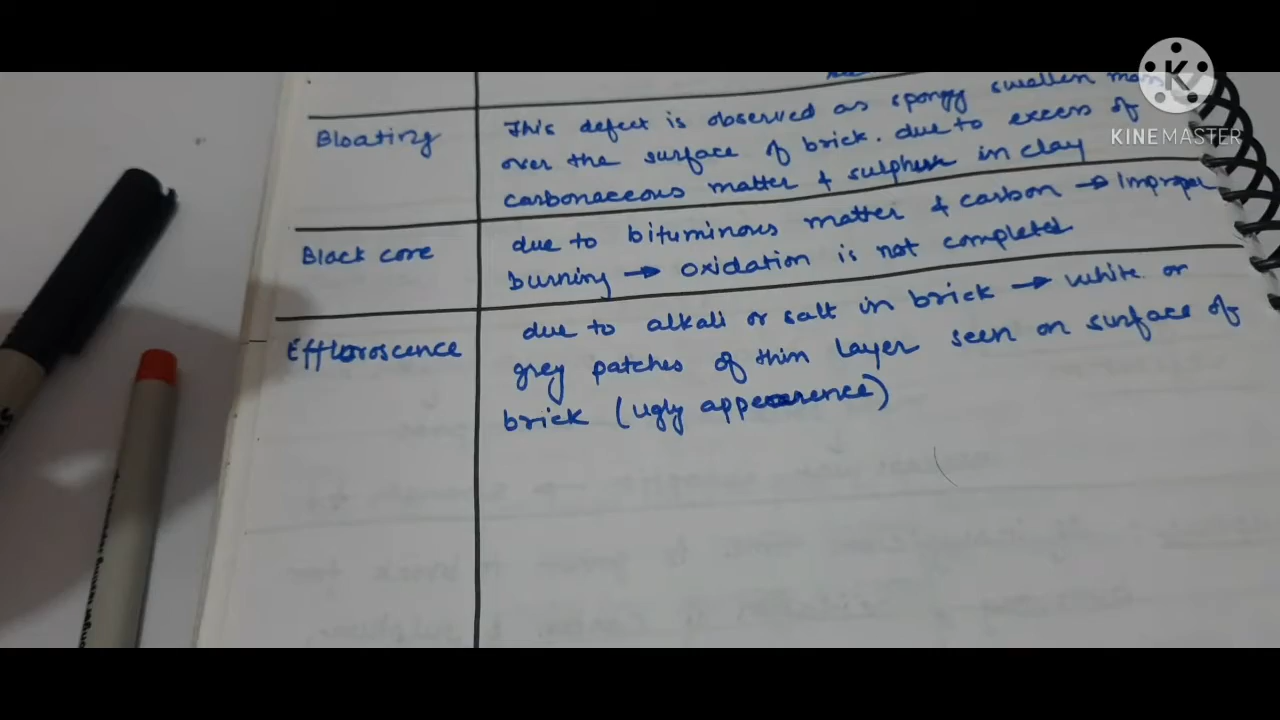 KINEMASTER
Bloating
This defect is observed as spongy swollen
over the surface of brick. due to excess of
carbonaceous matter & sulphur in clay
Black core
due to bituminous matter & carbon → improper
burning → oxidation is not completed
Effloroscence
due to alkali or salt in brick → white or
grey patches of thin layer seen on surface of
brick (ugly appearence)